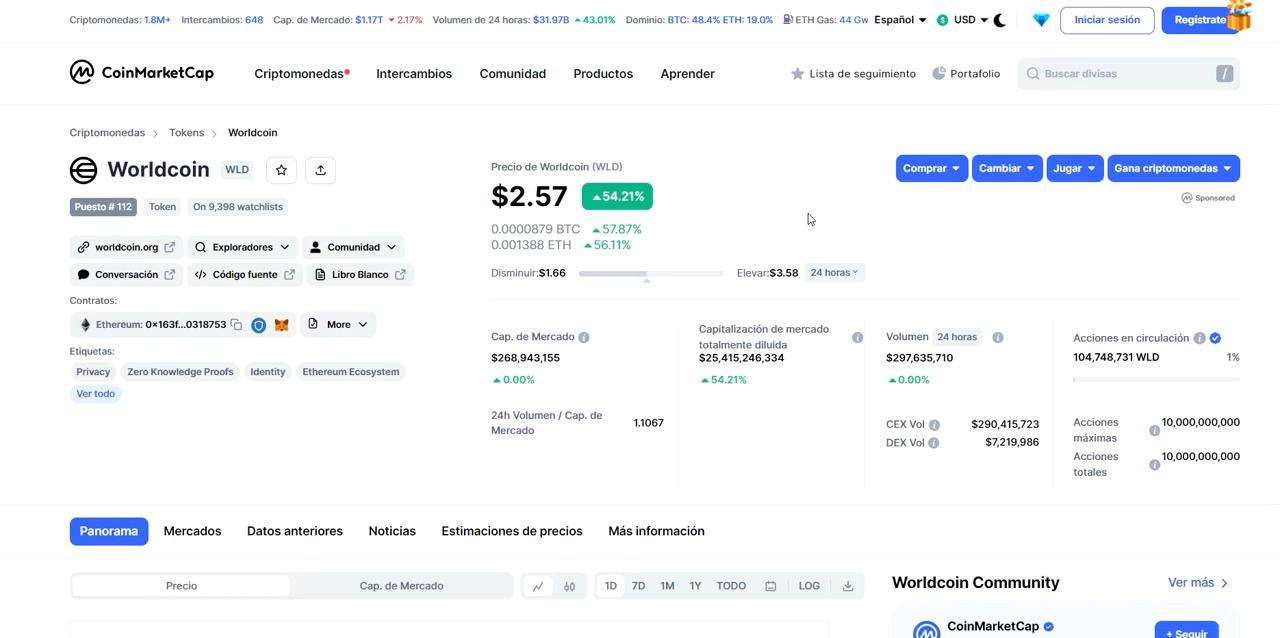 Criptomonedas: 1.8M+ Intercambios: 648 Cap. de Mercado: $1.17T 2.17% Volumen de 24 horas: $31.97B 43.01% Dominio: BTC: 48.4% ETH: 19.0% ETH Gas: 44 Gw Español USD Iniciar sesión Regístrate
CoinMarketCap Criptomonedas Intercambios Comunidad Productos Aprender Lista de seguimiento Portafolio Buscar divisas /
Criptomonedas > Tokens > Worldcoin
Worldcoin WLD
Puesto # 112 Token On 9,398 watchlists
worldcoin.org Exploradores Comunidad
Conversación Código fuente Libro Blanco
Contratos:
Ethereum: 0x163f...0318753 More
Etiquetas:
Privacy Zero Knowledge Proofs Identity Ethereum Ecosystem
Ver todo
Precio de Worldcoin (WLD)
$2.57 54.21%
0.0000879 BTC 57.87%
0.001388 ETH 56.11%
Disminuir:$1.66 Elevar:$3.58 24 horas
Comprar Cambiar Jugar Gana criptomonedas
Sponsored
Cap. de Mercado
$268,943,155
0.00%
24h Volumen / Cap. de
Mercado
1.1067
Capitalización de mercado
totalmente diluida
$25,415,246,334
54.21%
Volumen 24 horas
$297,635,710
0.00%
CEX Vol $290,415,723
DEX Vol $7,219,986
Acciones en circulación
104,748,731 WLD 1%
Acciones
máximas
10,000,000,000
Acciones
totales
10,000,000,000
Panorama Mercados Datos anteriores Noticias Estimaciones de precios Más información
Precio Cap. de Mercado 1D 7D 1M 1Y TODO LOG
Worldcoin Community Ver más >
CoinMarketCap + Seguir